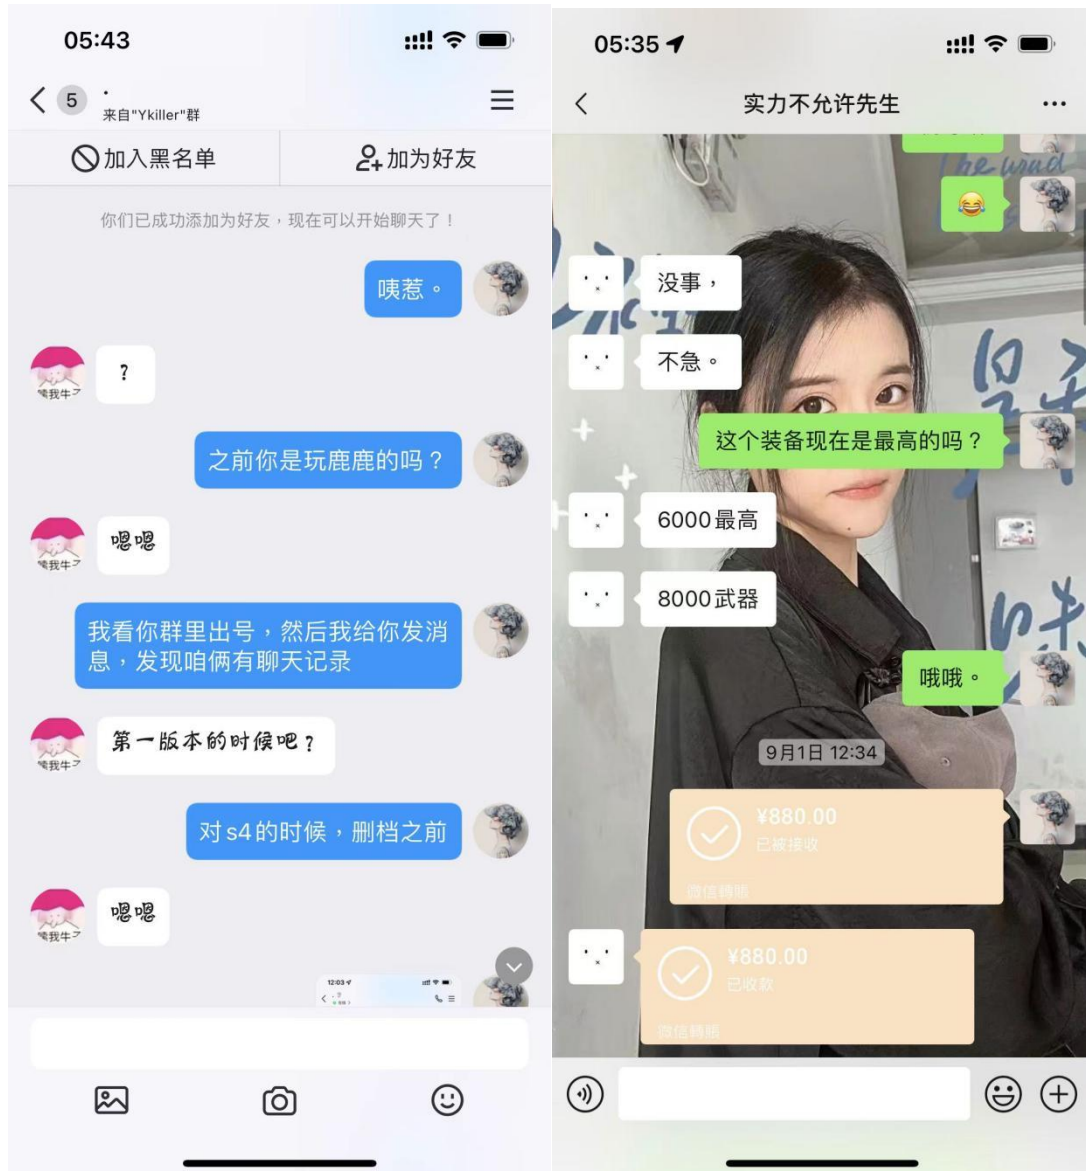 05:43
5
.
来自"Ykiller"群
加入黑名单
加为好友
你们已成功添加为好友，现在可以开始聊天了！
咦惹。
?
之前你是玩鹿鹿的吗？
嗯嗯
我看你群里出号，然后我给你发消
息，发现咱俩有聊天记录
第一版本的时候吧？
对s4的时候，删档之前
嗯嗯
12:03
05:35
实力不允许先生
没事，
不急。
这个装备现在是最高的吗？
6000最高
8000武器
哦哦。
9月1日 12:34
¥880.00
已被接收
微信轉賬
¥880.00
已收款
微信轉賬